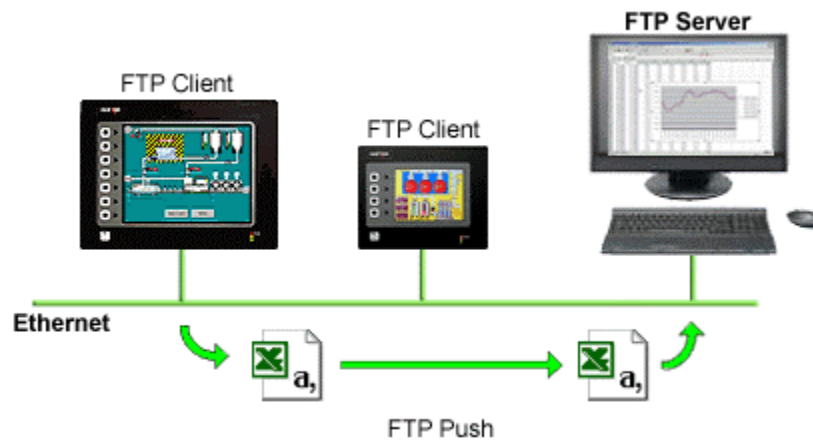 FTP Server
FTP Client
FTP Client
Ethernet
a,
a,
FTP Push